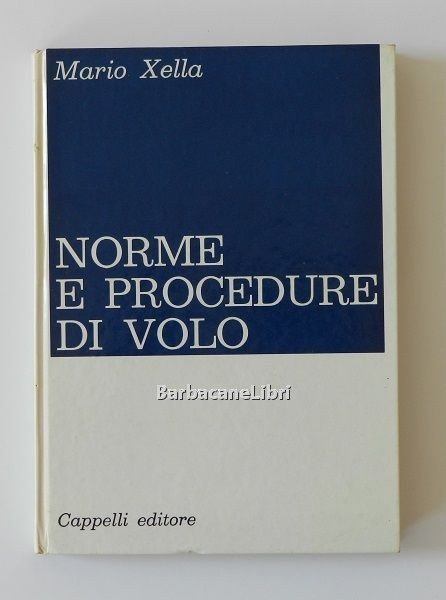 Mario Xella
NORME
E PROCEDURE
DI VOLO
BarbacaneLibri
Cappelli editore